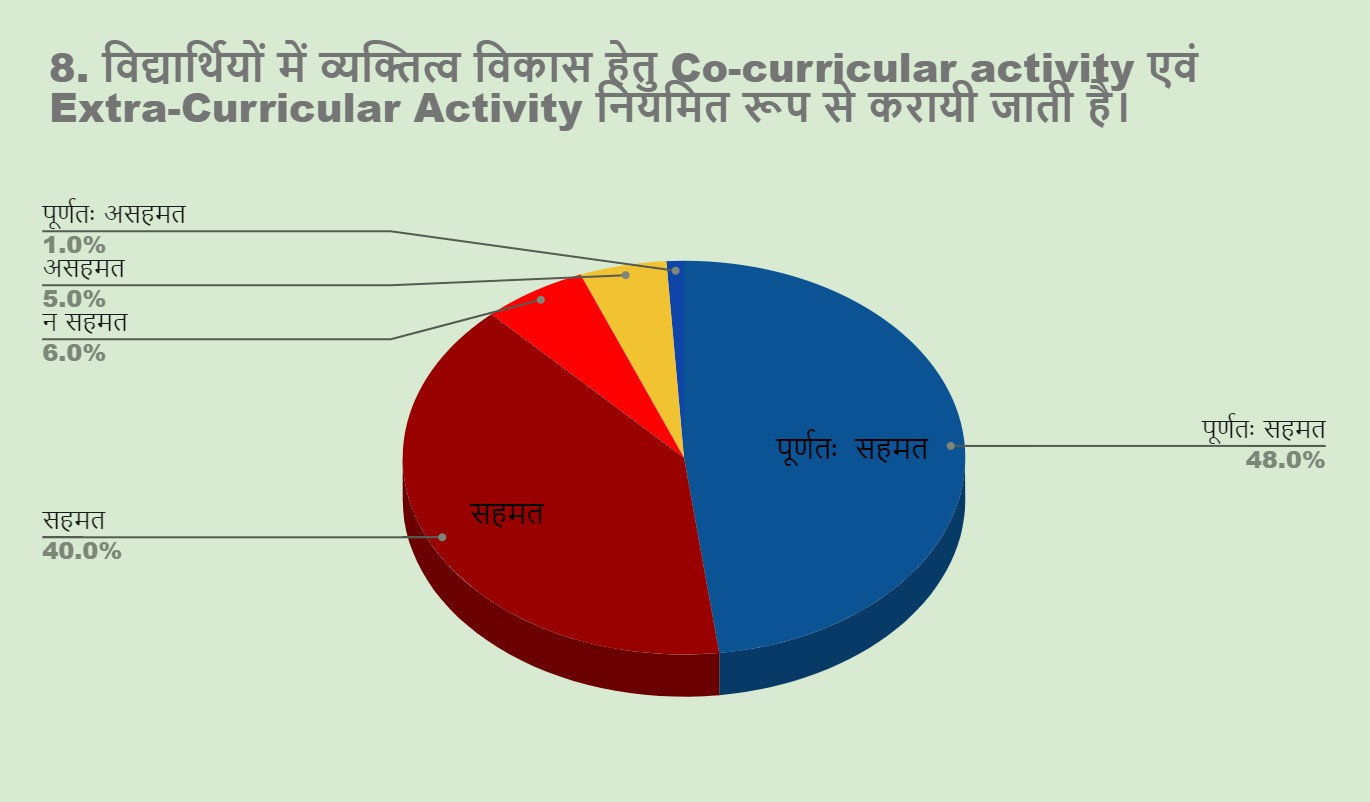 8. विद्यार्थियों में व्यक्तित्व विकास हेतु Co-curricular activity एवं
Extra-Curricular Activity नियमित रूप से करायी जाती है।
पूर्णतः असहमत
1.0%
असहमत
5.0%
न सहमत
6.0%
पूर्णतः सहमत
48.0%
पूर्णतः सहमत
सहमत
सहमत
40.0%